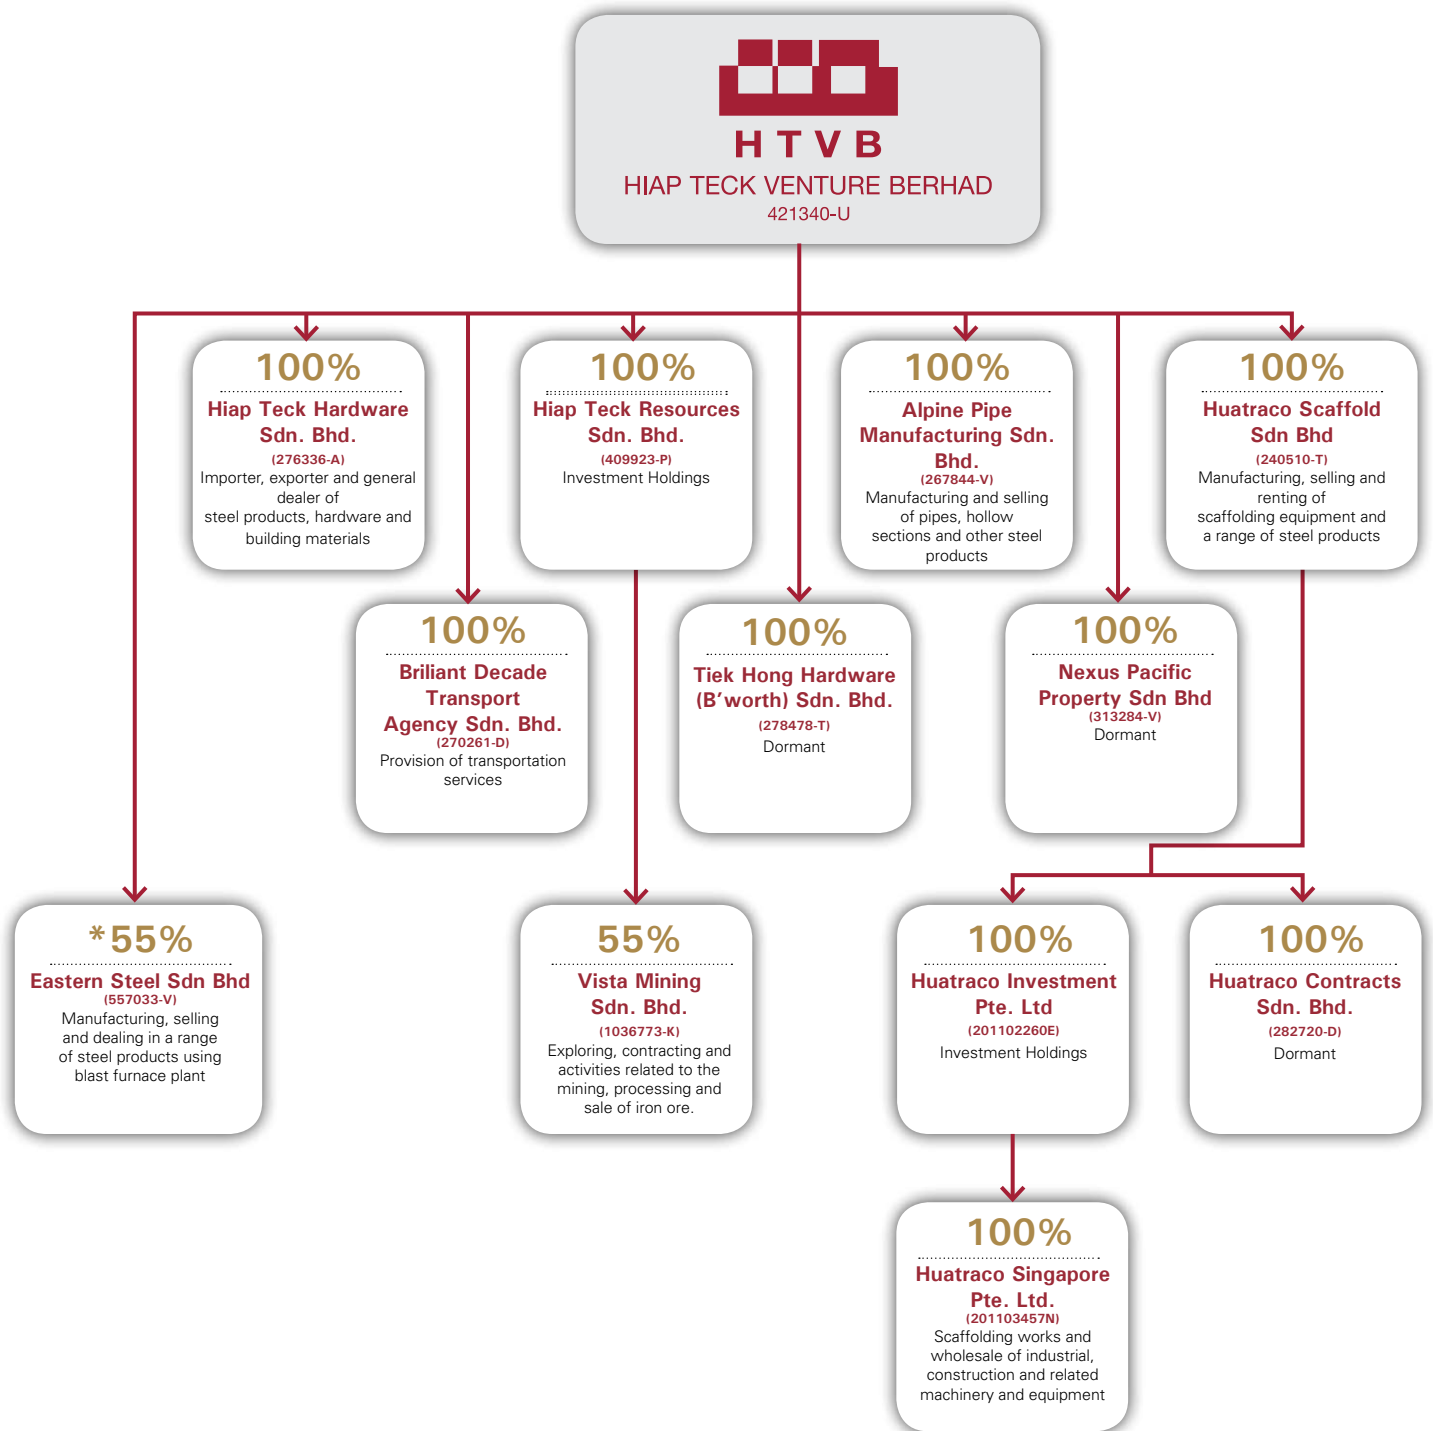 HTVB
HIAP TECK VENTURE BERHAD
421340-U
100%
Hiap Teck Hardware
Sdn. Bhd.
(276336-A)
Importer, exporter and general
dealer of
steel products, hardware and
building materials
100%
Hiap Teck Resources
Sdn. Bhd.
(409923-P)
Investment Holdings
100%
Alpine Pipe
Manufacturing Sdn.
Bhd.
(267844-V)
Manufacturing and selling
of pipes, hollow
sections and other steel
products
100%
Huatraco Scaffold
Sdn Bhd
(240510-T)
Manufacturing, selling and
renting of
scaffolding equipment and
a range of steel products
100%
Briliant Decade
Transport
Agency Sdn. Bhd.
(270261-D)
Provision of transportation
services
100%
Tiek Hong Hardware
(B'worth) Sdn. Bhd.
(278478-T)
Dormant
100%
Nexus Pacific
Property Sdn Bhd
(313284-V)
Dormant
*55%
Eastern Steel Sdn Bhd
(557033-V)
Manufacturing, selling
and dealing in a range
of steel products using
blast furnace plant
55%
Vista Mining
Sdn. Bhd.
(1036773-K)
Exploring, contracting and
activities related to the
mining, processing and
sale of iron ore.
100%
Huatraco Investment
Pte. Ltd
(201102260E)
Investment Holdings
100%
Huatraco Contracts
Sdn. Bhd.
(282720-D)
Dormant
100%
Huatraco Singapore
Pte. Ltd.
(201103457N)
Scaffolding works and
wholesale of industrial,
construction and related
machinery and equipment